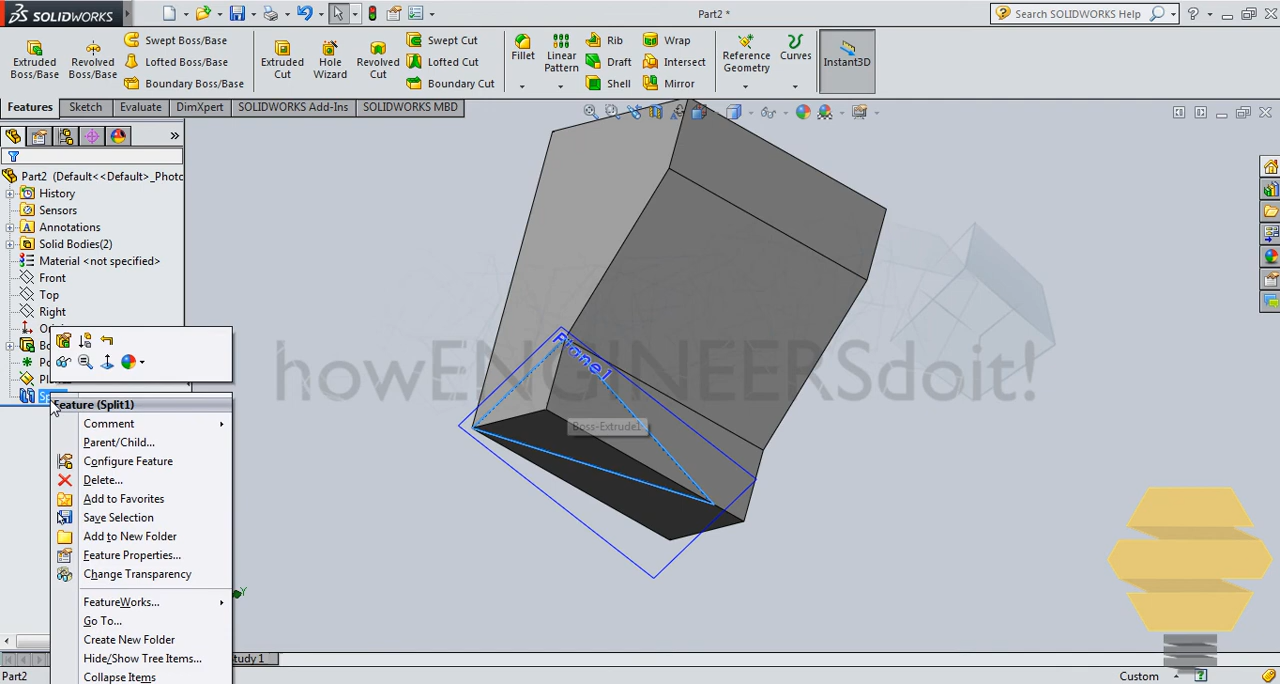 SOLIDWORKS
Part2 *
Search SOLIDWORKS Help
Extruded Boss/Base
Revolved Boss/Base
Swept Boss/Base
Lofted Boss/Base
Boundary Boss/Base
Extruded Cut
Hole Wizard
Revolved Cut
Swept Cut
Lofted Cut
Boundary Cut
Fillet
Linear Pattern
Rib
Draft
Shell
Wrap
Intersect
Mirror
Reference Geometry
Curves
Instant3D
Features
Sketch
Evaluate
DimXpert
SOLIDWORKS Add-Ins
SOLIDWORKS MBD
Part2 (Default<<Default>_Photo
History
Sensors
Annotations
Solid Bodies(2)
Material <not specified>
Front
Top
Right
Feature (Split1)
Comment
Parent/Child...
Configure Feature
Delete...
Add to Favorites
Save Selection
Add to New Folder
Feature Properties...
Change Transparency
FeatureWorks...
Go To...
Create New Folder
Hide/Show Tree Items...
Collapse Items
Plane1
Boss-Extrude1
howENGINEERSdoit!
Y
tudy 1
Part2
Custom